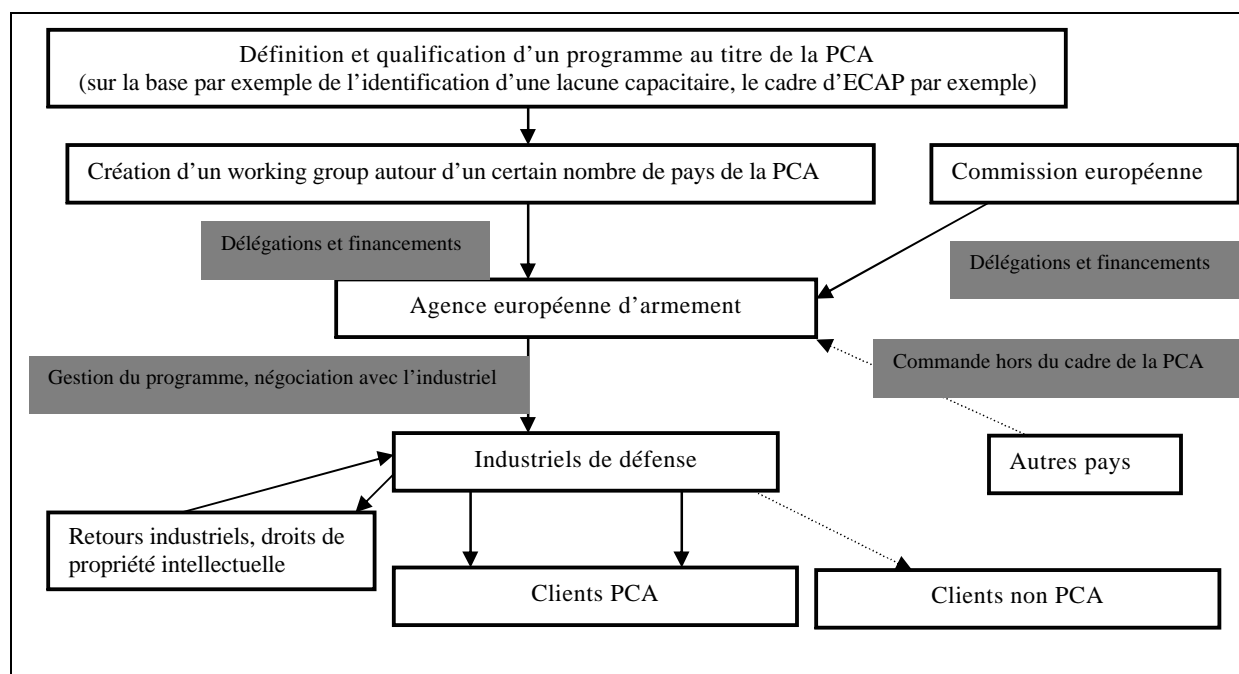 Définition et qualification d’un programme au titre de la PCA
(sur la base par exemple de l’identification d’une lacune capacitaire, le cadre d’ECAP par exemple)
Création d’un working group autour d’un certain nombre de pays de la PCA
Commission européenne
Délégations et financements
Délégations et financements
Agence européenne d’armement
Gestion du programme, négociation avec l’industriel
Commande hors du cadre de la PCA
Industriels de défense
Autres pays
Retours industriels, droits de
propriété intellectuelle
Clients PCA
Clients non PCA